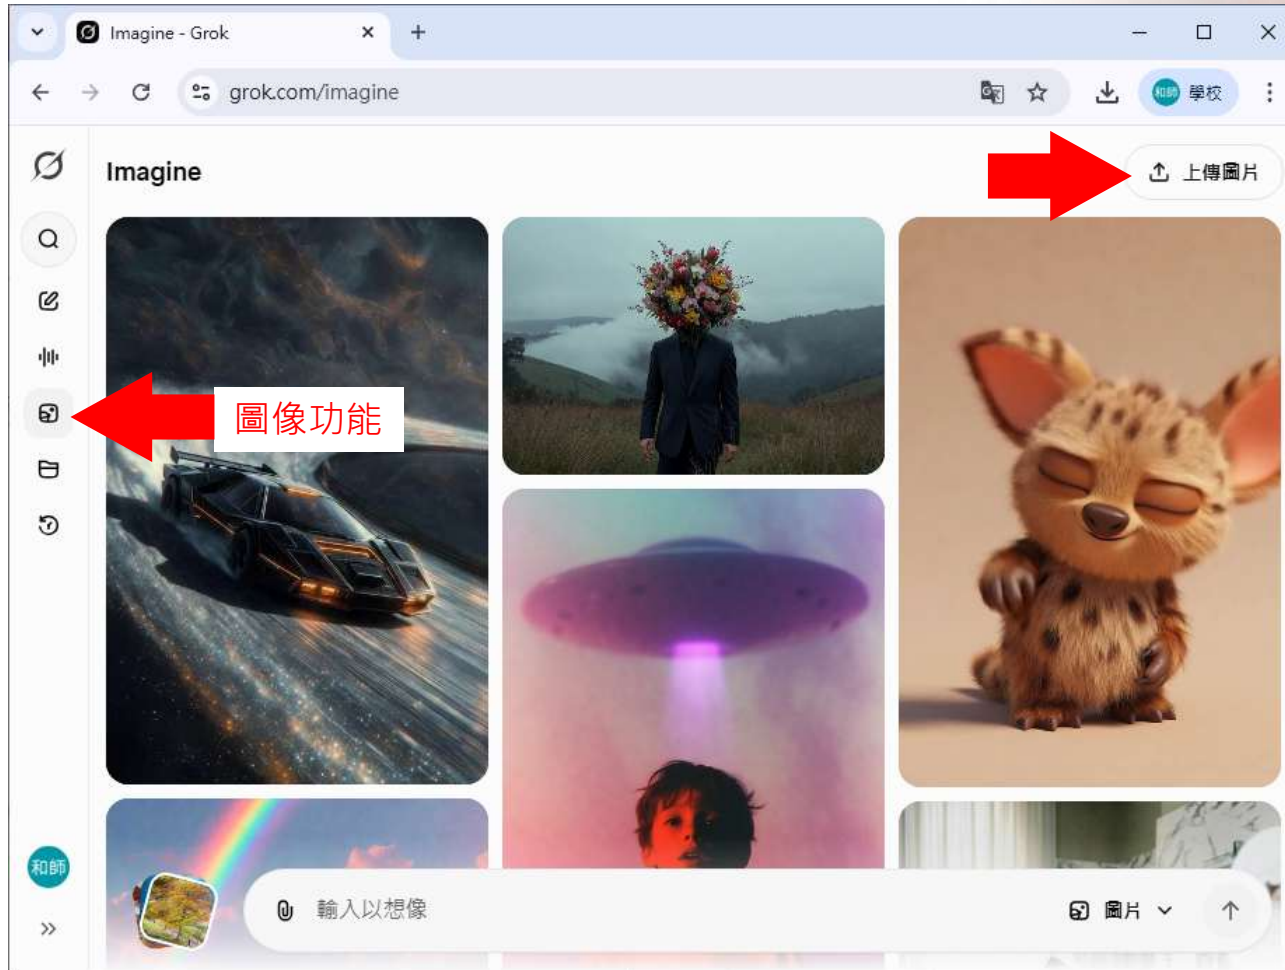 Imagine - Grok
grok.com/imagine
和師 學校
Imagine
上傳圖片
圖像功能
和師
輸入以想像
圖片